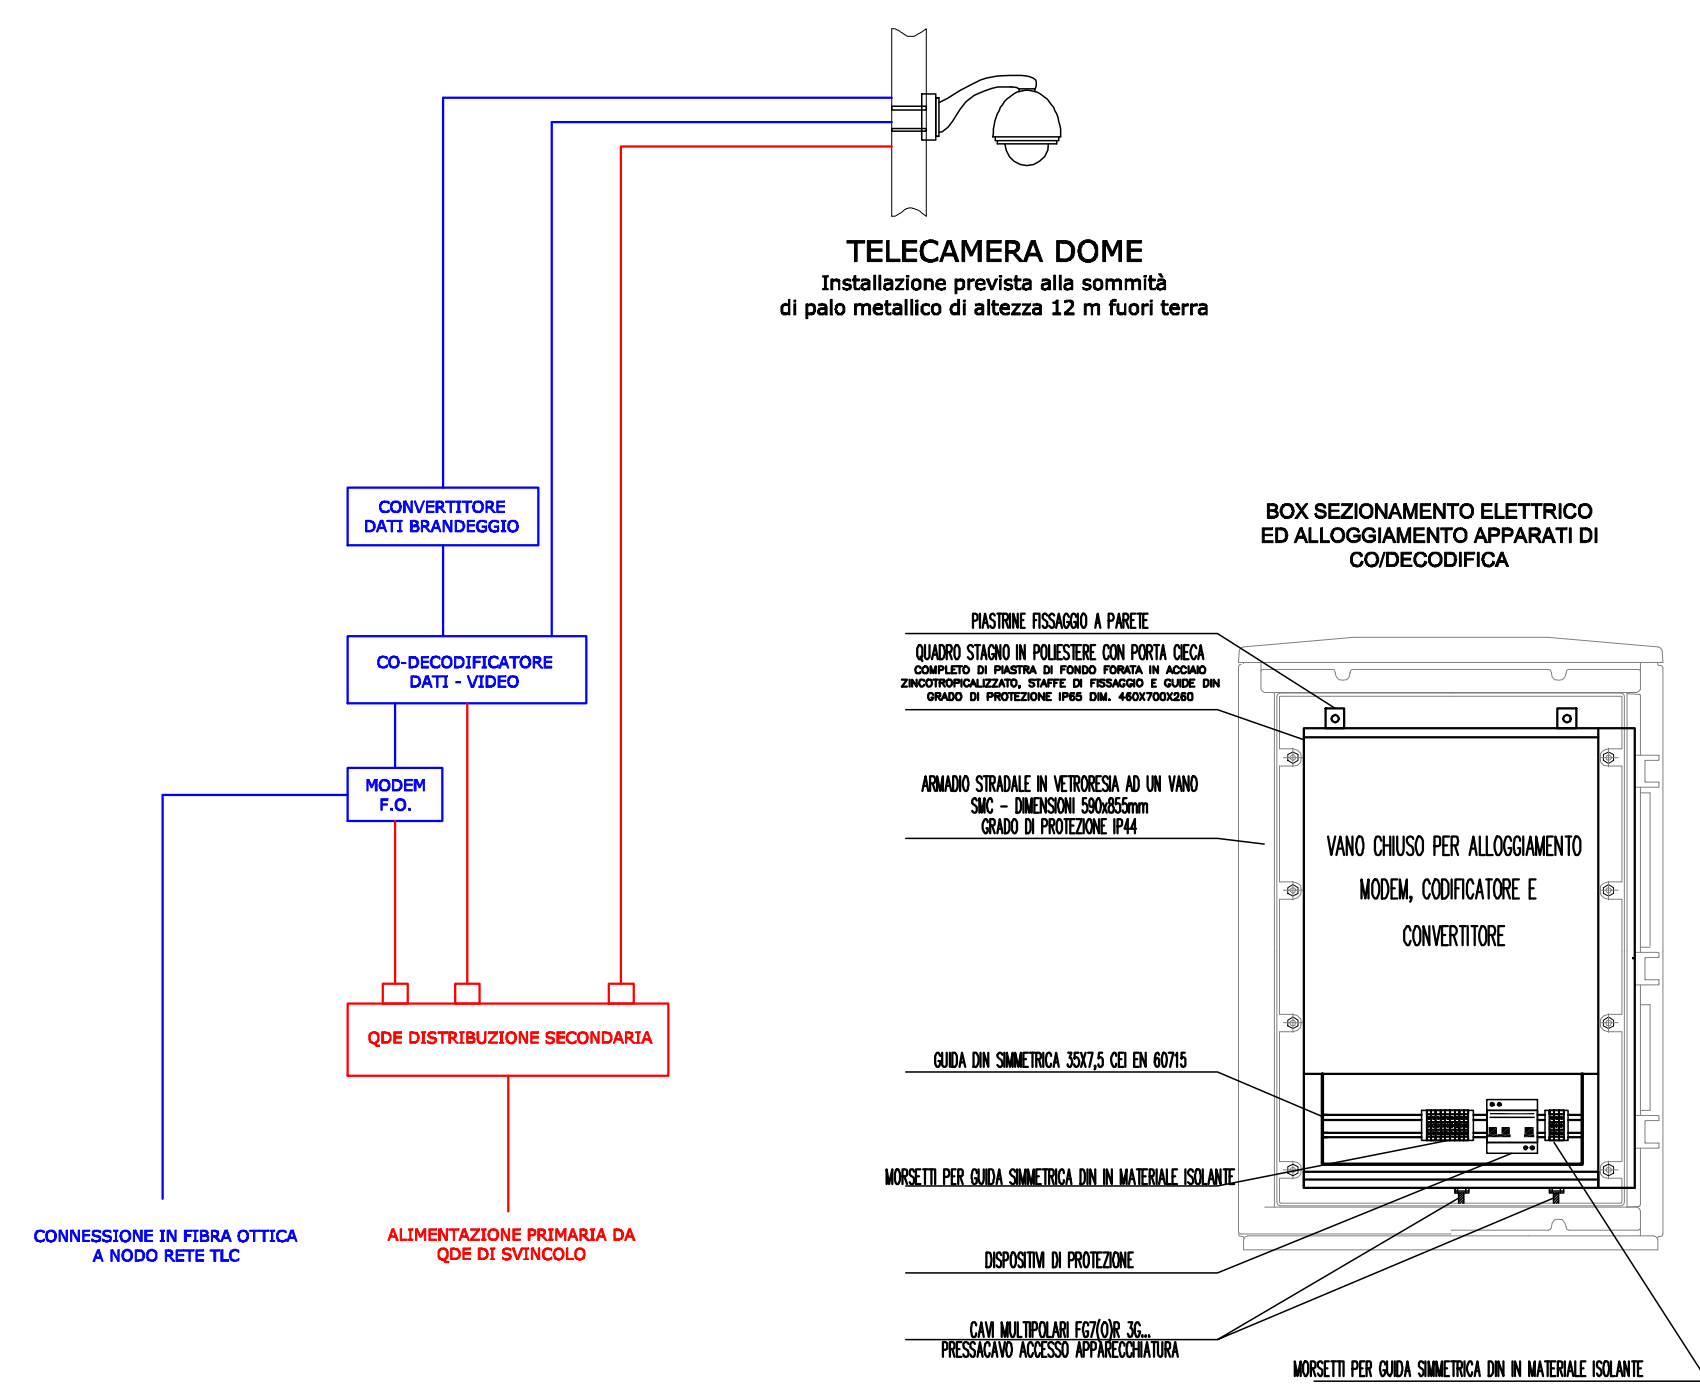 TELECAMERA DOME
Installazione prevista alla sommità
di palo metallico di altezza 12 m fuori terra
CONVERTITORE
DATI BRANDEGGIO
CO-DECODIFICATORE
DATI - VIDEO
MODEM
F.O.
QDE DISTRIBUZIONE SECONDARIA
CONNESSIONE IN FIBRA OTTICA
A NODO RETE TLC
ALIMENTAZIONE PRIMARIA DA
QDE DI SVINCOLO
BOX SEZIONAMENTO ELETTRICO
ED ALLOGGIAMENTO APPARATI DI
CO/DECODIFICA
PIASTRINE FISSAGGIO A PARETE
QUADRO STAGNO IN POLIESTERE CON PORTA CIECA
COMPLETO DI PIASTRA DI FONDO FORATA IN ACCIAIO
ZINCOTROPICALIZZATO, STAFFE DI FISSAGGIO E GUIDE DIN
GRADO DI PROTEZIONE IP65 DIM. 460X700X260
ARMADIO STRADALE IN VETRORESIA AD UN VANO
SMC - DIMENSIONI 590x855mm
GRADO DI PROTEZIONE IP44
VANO CHIUSO PER ALLOGGIAMENTO
MODEM, CODIFICATORE E
CONVERTITORE
GUIDA DIN SIMMETRICA 35X7,5 CEI EN 60715
MORSETTI PER GUIDA SIMMETRICA DIN IN MATERIALE ISOLANTE
DISPOSITIVI DI PROTEZIONE
CAVI MULTIPOLARI FG7(O)R 3G...
PRESSACAVO ACCESSO APPARECCHIATURA
MORSETTI PER GUIDA SIMMETRICA DIN IN MATERIALE ISOLANTE